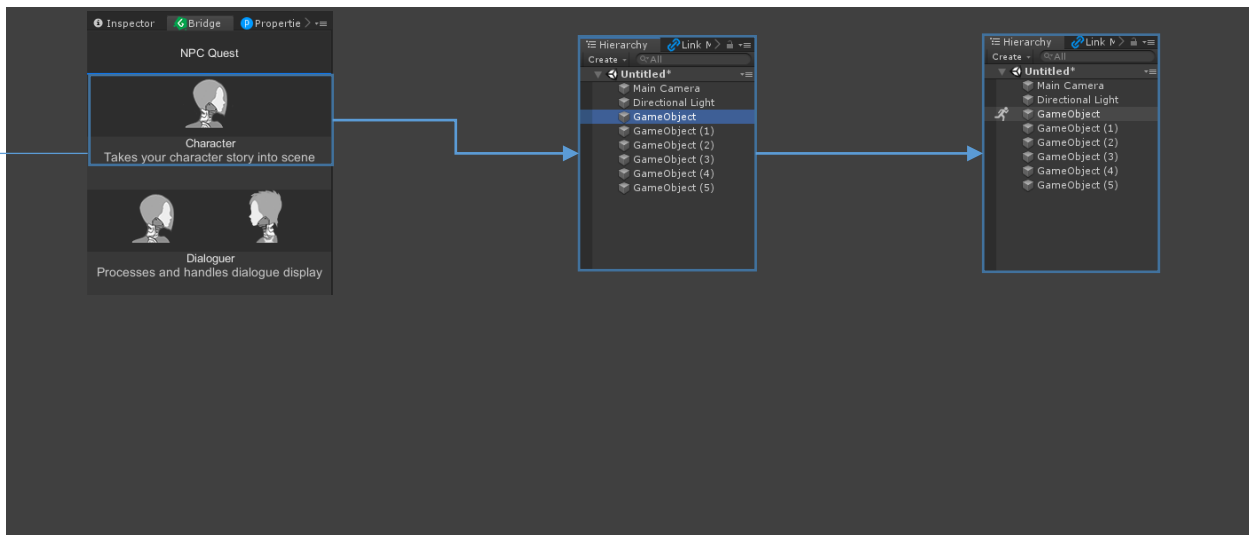 Inspector Bridge Propertie
NPC Quest
Character
Takes your character story into scene
Dialoguer
Processes and handles dialogue display
Hierarchy Link
Create All
Untitled*
Main Camera
Directional Light
GameObject
GameObject (1)
GameObject (2)
GameObject (3)
GameObject (4)
GameObject (5)
Hierarchy Link
Create All
Untitled*
Main Camera
Directional Light
GameObject
GameObject (1)
GameObject (2)
GameObject (3)
GameObject (4)
GameObject (5)